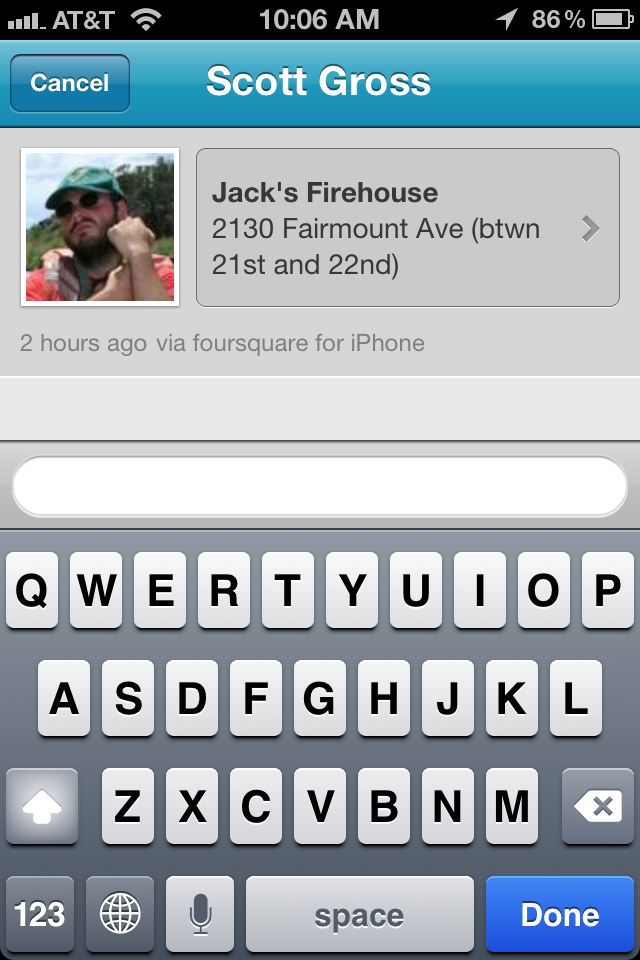 AT&T 10:06 AM 86%
Cancel Scott Gross
Jack's Firehouse
2130 Fairmount Ave (btwn
21st and 22nd)
2 hours ago via foursquare for iPhone
Q W E R T Y U I O P
A S D F G H J K L
Z X C V B N M
123 space Done